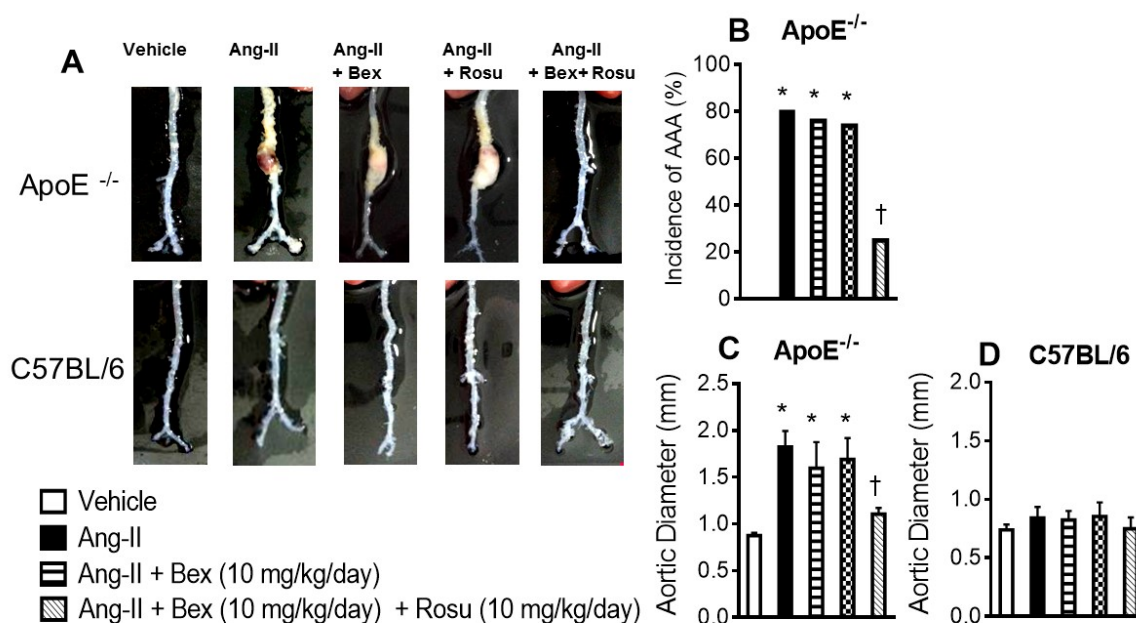 A
Vehicle
Ang-II
Ang-II
+ Bex
Ang-II
+ Rosu
Ang-II
+ Bex+ Rosu
ApoE -/-
C57BL/6
Vehicle
Ang-II
Ang-II + Bex (10 mg/kg/day)
Ang-II + Bex (10 mg/kg/day) + Rosu (10 mg/kg/day)
B ApoE-/-
Incidence of AAA (%)
100
80
60
40
20
0
* * * †
C ApoE-/-
Aortic Diameter (mm)
2.5
2.0
1.5
1.0
0.5
0.0
* * * †
D C57BL/6
Aortic Diameter (mm)
2.0
1.5
1.0
0.5
0.0